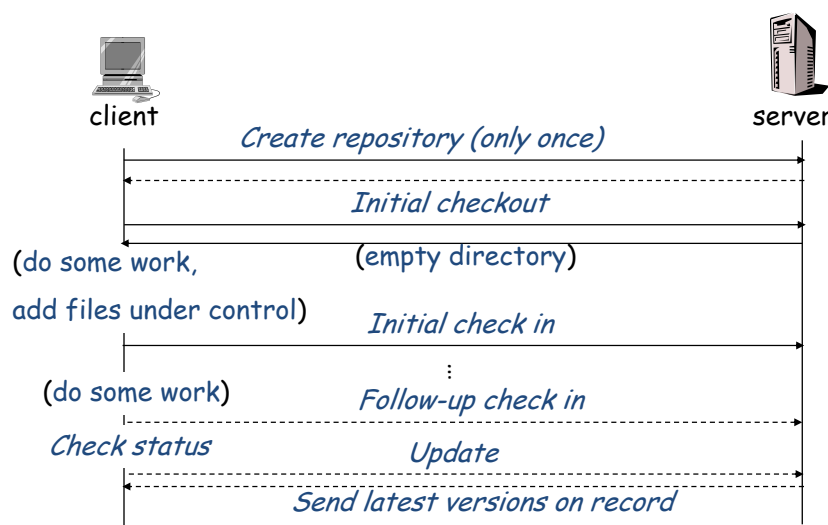 client
server
Create repository (only once)
Initial checkout
(empty directory)
(do some work,
add files under control)
Initial check in
...
(do some work)
Follow-up check in
Check status
Update
Send latest versions on record